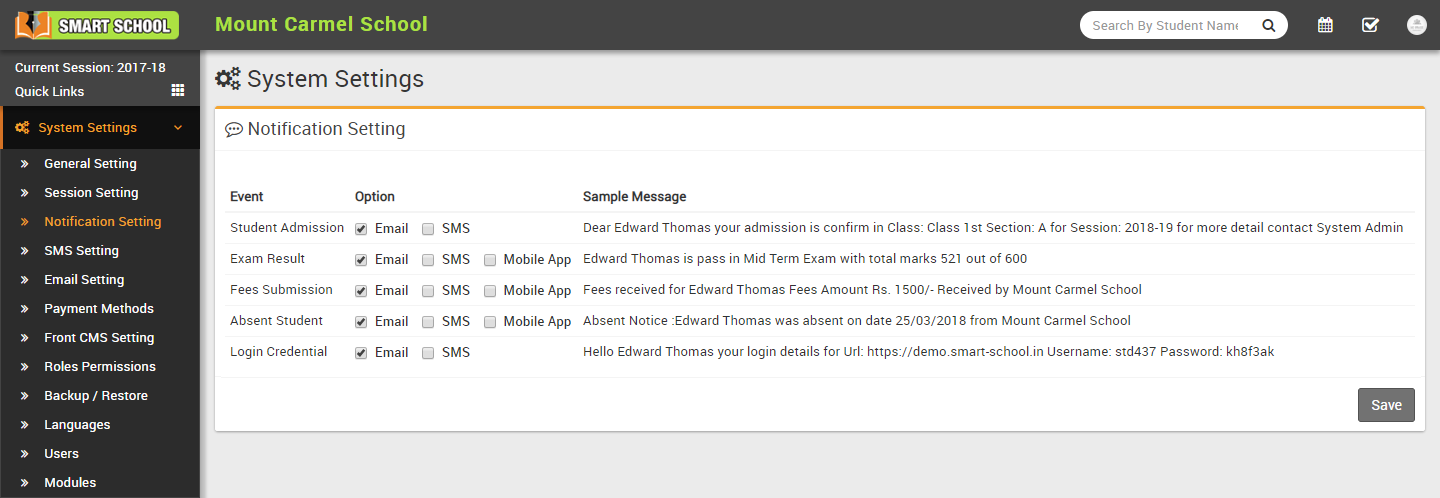 SMART SCHOOL
Mount Carmel School
Search By Student Name
Current Session: 2017-18
Quick Links
System Settings
General Setting
Session Setting
Notification Setting
SMS Setting
Email Setting
Payment Methods
Front CMS Setting
Roles Permissions
Backup / Restore
Languages
Users
Modules
System Settings
Notification Setting
Event Option Sample Message
Student Admission Email SMS Dear Edward Thomas your admission is confirm in Class: Class 1st Section: A for Session: 2018-19 for more detail contact System Admin
Exam Result Email SMS Mobile App Edward Thomas is pass in Mid Term Exam with total marks 521 out of 600
Fees Submission Email SMS Mobile App Fees received for Edward Thomas Fees Amount Rs. 1500/- Received by Mount Carmel School
Absent Student Email SMS Mobile App Absent Notice :Edward Thomas was absent on date 25/03/2018 from Mount Carmel School
Login Credential Email SMS Hello Edward Thomas your login details for Url: https://demo.smart-school.in Username: std437 Password: kh8f3ak
Save